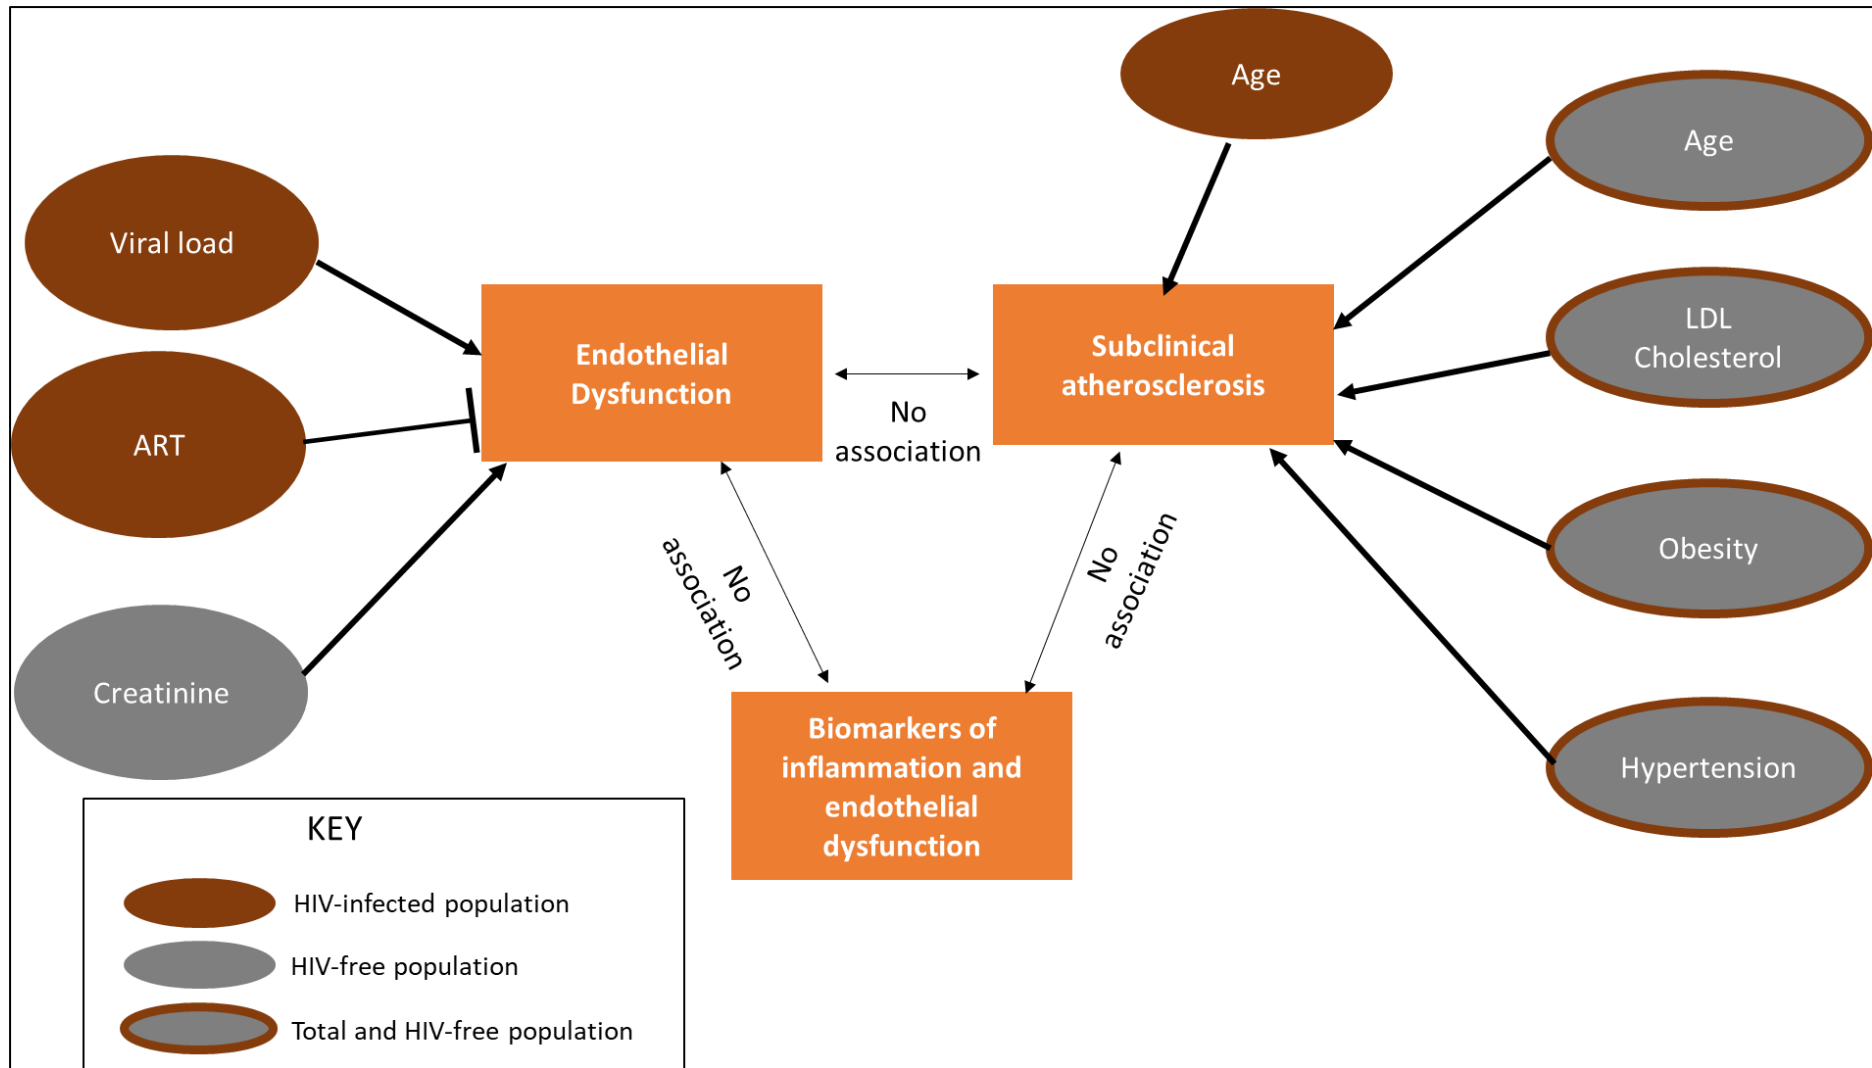 Age
Age
Viral load
LDL
Cholesterol
Endothelial
Dysfunction
Subclinical
atherosclerosis
No
association
ART
Obesity
No
association
No
association
Creatinine
Biomarkers of
inflammation and
endothelial
dysfunction
Hypertension
KEY
HIV-infected population
HIV-free population
Total and HIV-free population